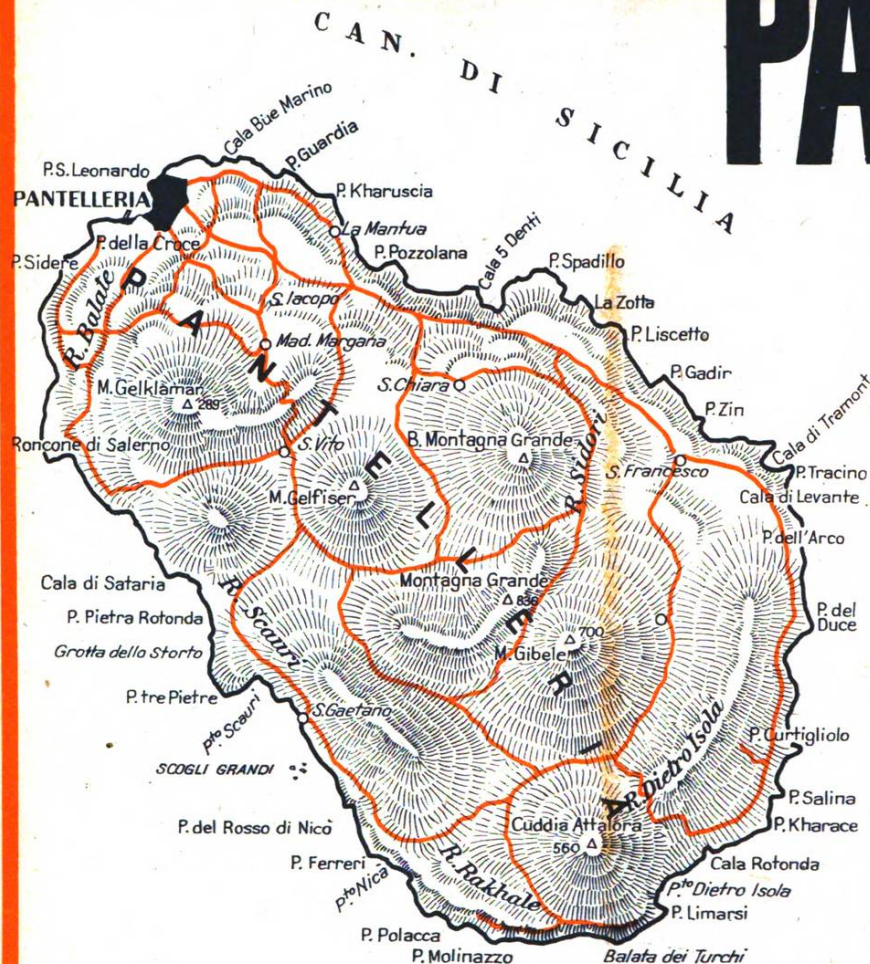 PA
CAN. DI SICILIA
Cala Büe Marino
P. Guardia
P.S. Leonardo
PANTELLERIA
P. Kharuscia
La Mantua
P. della Croce
P. Pozzolana
Cala 5 Denti
P. Spadillo
P. Sidere
R. Balate
PANTELLERIA
S. Iacopo
La Zotta
P. Liscetto
Mad. Margana
P. Gadir
M. Gelklamar
289
S. Chiara
P. Zin
Cala di Tramont
Roncone di Salerno
S. Vito
B. Montagna Grande
R. Sidori
S. Francesco
P. Tracino
M. Gelfiser
Cala di Levante
P. dell'Arco
Cala di Sataria
R. Scauri
Montagna Grande
836
P. Pietra Rotonda
P. del
Duce
Grotta dello Storto
700
M. Gibele
P. tre Pietre
pto Scauri
S. Gaetano
P. Curtigliolo
SCOGLI GRANDI
R. Dietro Isola
P. Salina
P. del Rosso di Nicò
Cuddia Attalora
560
P. Kharace
P. Ferreri
pto Nica
R. Rakhale
Cala Rotonda
P.to Dietro Isola
P. Limarsi
P. Polacca
P. Molinazzo
Balata dei Turchi